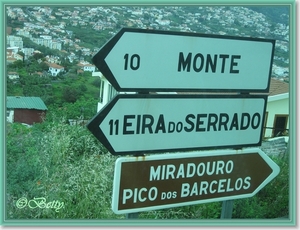 10 MONTE
11 EIRA DO SERRADO
MIRADOURO
PICO DOS BARCELOS
©Betty